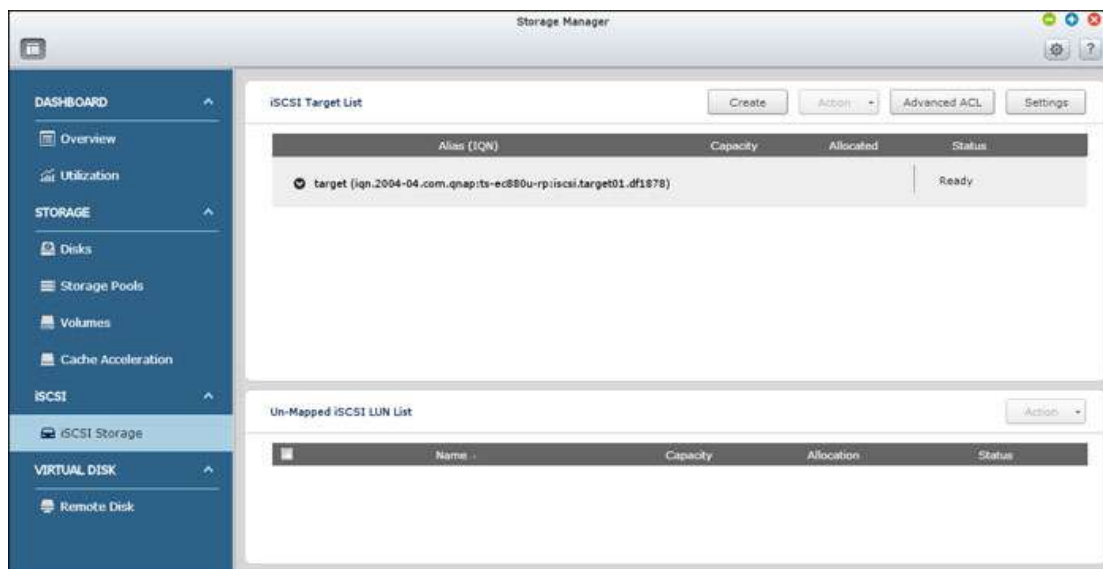 Storage Manager
?
DASHBOARD
Overview
Utilization
STORAGE
Disks
Storage Pools
Volumes
Cache Acceleration
iSCSI
iSCSI Storage
VIRTUAL DISK
Remote Disk
iSCSI Target List
Create
Action
Advanced ACL
Settings
Alias (IQN) Capacity Allocated Status
target (iqn.2004-04.com.qnap:ts-ec880u-rp:iscsi.target01.df1878) Ready
Un-Mapped iSCSI LUN List
Action
Name Capacity Allocation Status